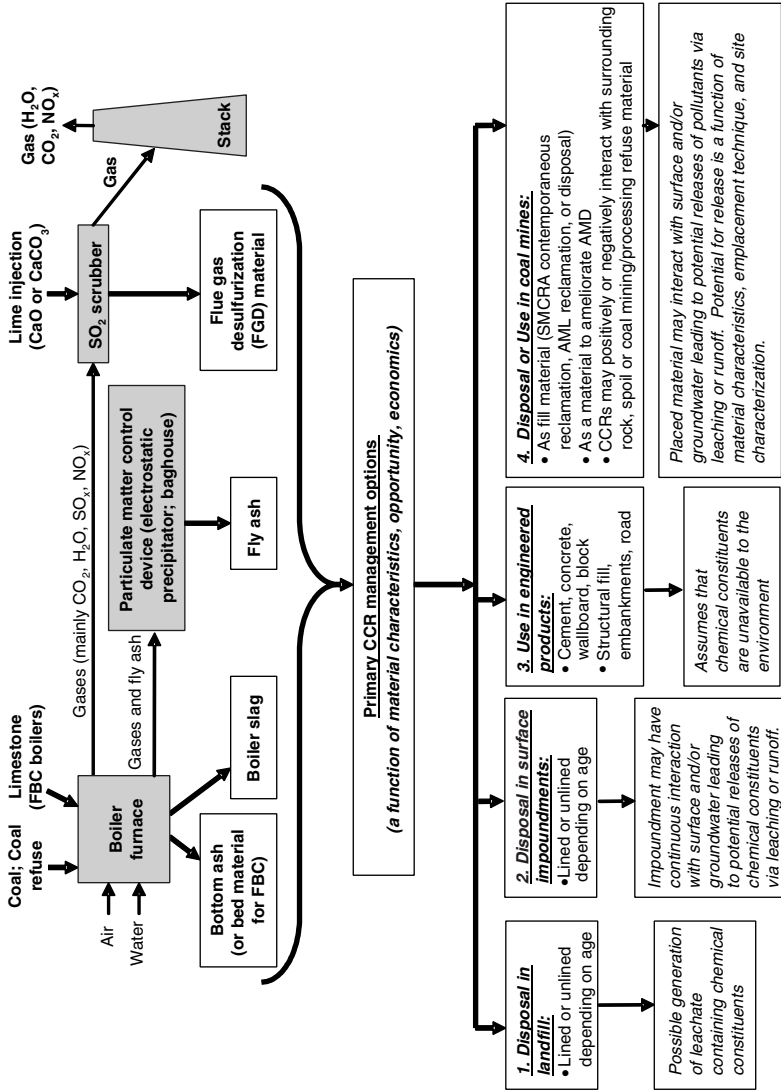 Coal; Coal
refuse
Limestone
(FBC boilers)
Air
Water
Boiler
furnace
Gases (mainly CO₂, H₂O, SOₓ, NOₓ)
Gases and fly ash
Bottom ash
(or bed material
for FBC)
Boiler slag
Particulate matter control
device (electrostatic
precipitator; baghouse)
Fly ash
Lime injection
(CaO or CaCO₃)
SO₂ scrubber
Flue gas
desulfurization
(FGD) material
Gas
Gas (H₂O,
CO₂, NOₓ)
Stack
Primary CCR management options
(a function of material characteristics, opportunity, economics)
1. Disposal in
landfill:
• Lined or unlined
depending on age
Possible generation
of leachate
containing chemical
constituents
2. Disposal in surface
impoundments:
•Lined or unlined
depending on age
Impoundment may have
continuous interaction
with surface and/or
groundwater leading
to potential releases of
chemical constituents
via leaching or runoff.
3. Use in engineered
products:
• Cement, concrete,
wallboard, block
• Structural fill,
embankments, road
Assumes that
chemical constituents
are unavailable to the
environment
4. Disposal or Use in coal mines:
• As fill material (SMCRA contemporaneous
reclamation, AML reclamation, or disposal)
• As a material to ameliorate AMD
• CCRs may positively or negatively interact with surrounding
rock, spoil or coal mining/processing refuse material
Placed material may interact with surface and/or
groundwater leading to potential releases of pollutants via
leaching or runoff. Potential for release is a function of
material characteristics, emplacement technique, and site
characterization.